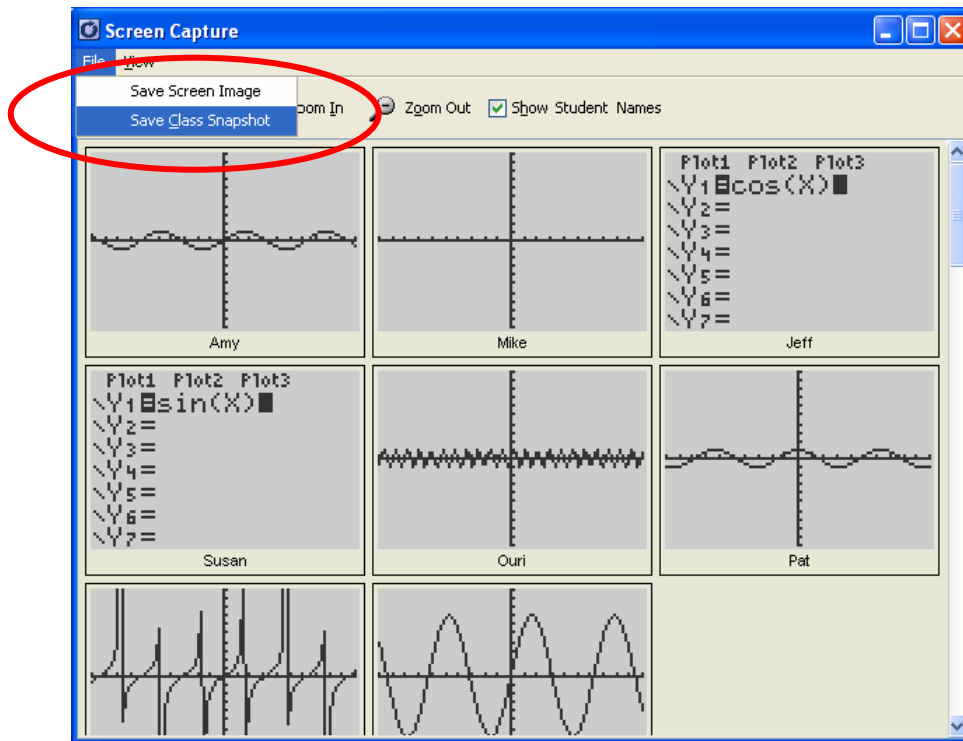 Screen Capture
File View
Save Screen Image
Save Class Snapshot
In
Zoom Out
Show Student Names
Amy
Mike
Plot1 Plot2 Plot3
\Y1=cos(X)
\Y2=
\Y3=
\Y4=
\Y5=
\Y6=
\Y7=
Jeff
Plot1 Plot2 Plot3
\Y1=sin(X)
\Y2=
\Y3=
\Y4=
\Y5=
\Y6=
\Y7=
Susan
Ouri
Pat